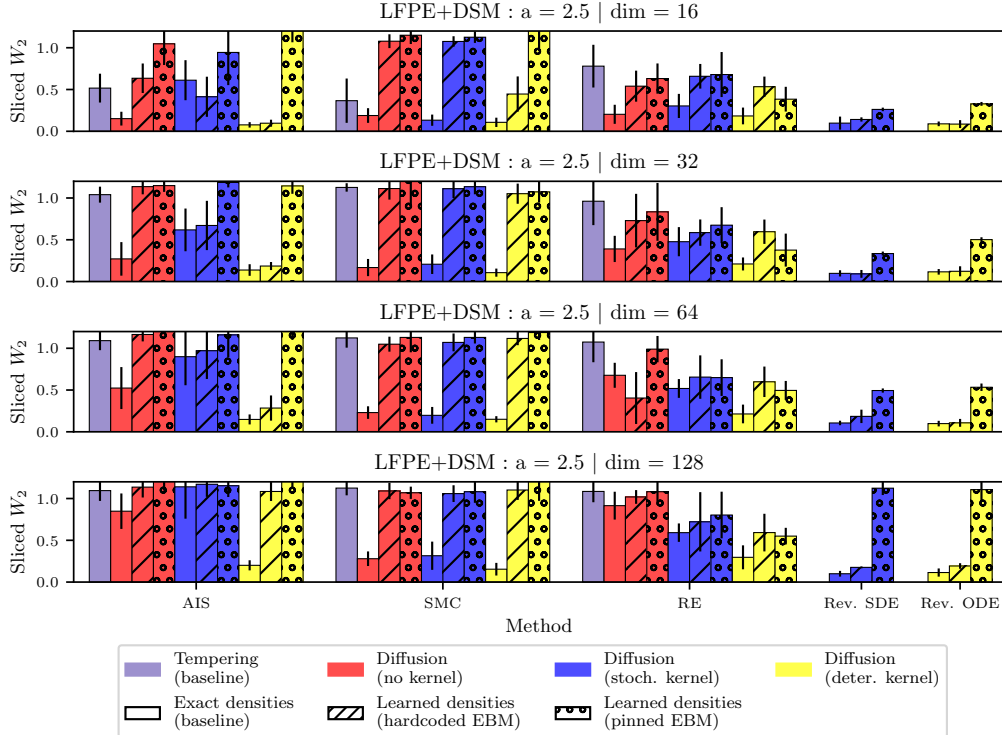 LFPE+DSM : a = 2.5 | dim = 16
Sliced W₂
1.0
0.5
0.0
LFPE+DSM : a = 2.5 | dim = 32
Sliced W₂
1.0
0.5
0.0
LFPE+DSM : a = 2.5 | dim = 64
Sliced W₂
1.0
0.5
0.0
LFPE+DSM : a = 2.5 | dim = 128
Sliced W₂
1.0
0.5
0.0
AIS SMC RE Rev. SDE Rev. ODE
Method
Tempering Diffusion Diffusion Diffusion
(baseline) (no kernel) (stoch. kernel) (deter. kernel)
Exact densities Learned densities Learned densities
(baseline) (hardcoded EBM) (pinned EBM)